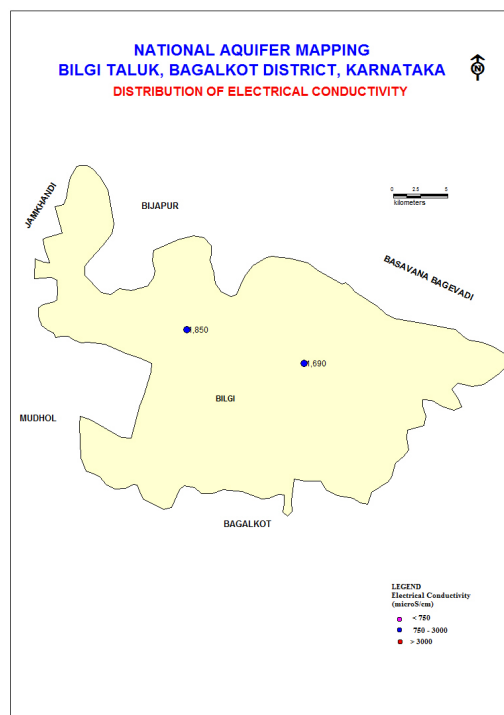 NATIONAL AQUIFER MAPPING
BILGI TALUK, BAGALKOT DISTRICT, KARNATAKA
DISTRIBUTION OF ELECTRICAL CONDUCTIVITY
N
JAMKHANDI
BIJAPUR
0 2.5 5
kilometers
BASAVANA BAGEVADI
1,850
1,690
BILGI
MUDHOL
BAGALKOT
LEGEND
Electrical Conductivity
(microS/cm)
< 750
750 - 3000
> 3000